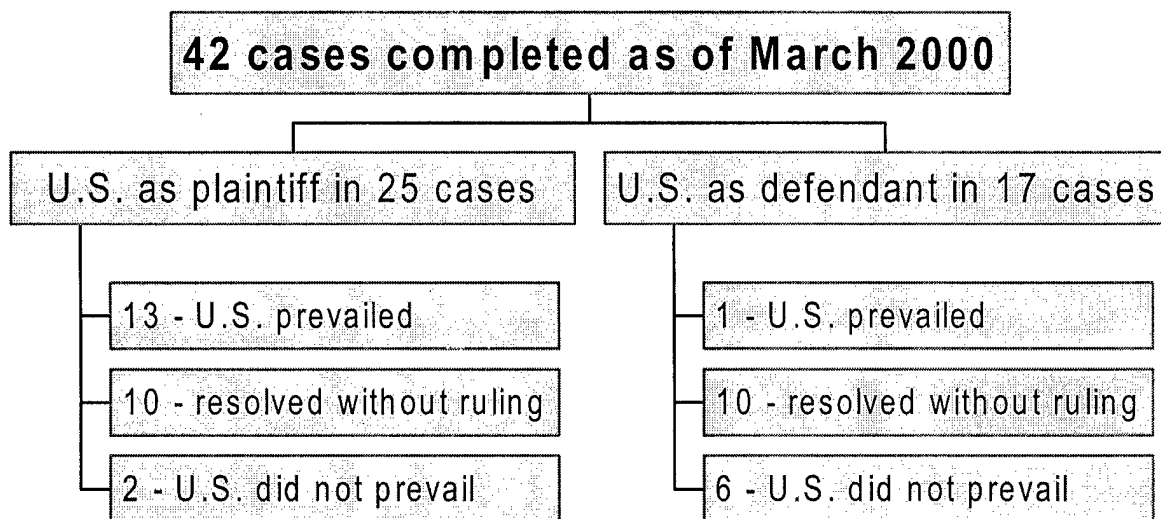 42 cases completed as of March 2000
U.S. as plaintiff in 25 cases
13 - U.S. prevailed
10 - resolved without ruling
2 - U.S. did not prevail
U.S. as defendant in 17 cases
1 - U.S. prevailed
10 - resolved without ruling
6 - U.S. did not prevail